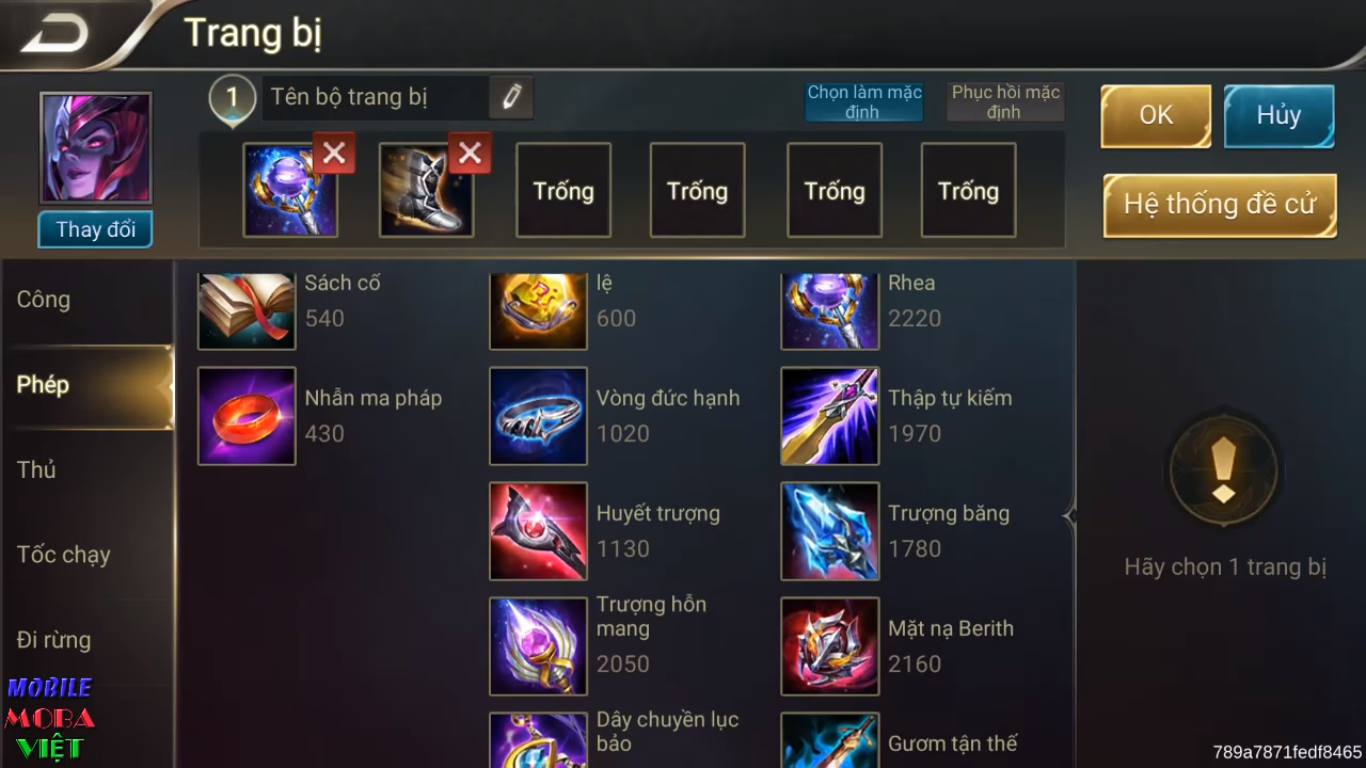 Trang bị
1
Tên bộ trang bị
Chọn làm mặc
định
Phục hồi mặc
định
OK
Hủy
Trống
Trống
Trống
Trống
Thay đổi
Hệ thống đề cử
Công
Phép
Thủ
Tốc chạy
Đi rừng
Sách cổ
540
lệ
600
Rhea
2220
Nhẫn ma pháp
430
Vòng đức hạnh
1020
Thập tự kiếm
1970
Huyết trượng
1130
Trượng băng
1780
Trượng hỗn
mang
2050
Mặt nạ Berith
2160
Dây chuyền lục
bảo
Gươm tận thế
Hãy chọn 1 trang bị
MOBILE
MOBA
VIỆT
789a7871fedf8465